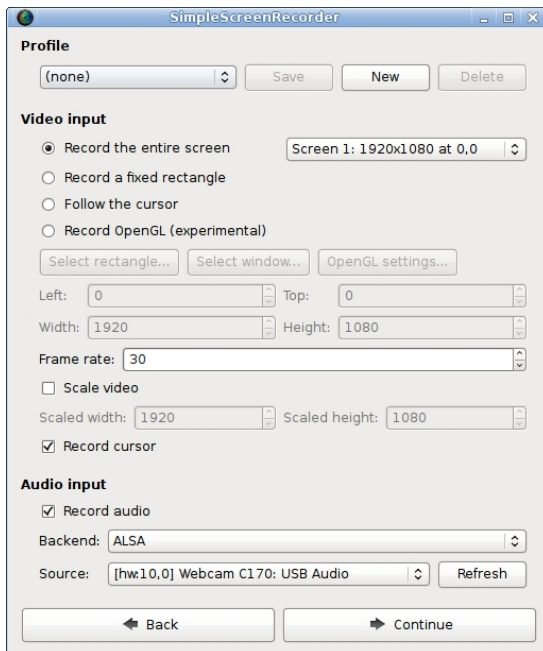 SimpleScreenRecorder
Profile
(none) Save New Delete
Video input
Record the entire screen Screen 1: 1920x1080 at 0,0
Record a fixed rectangle
Follow the cursor
Record OpenGL (experimental)
Select rectangle... Select window... OpenGL settings...
Left: 0 Top: 0
Width: 1920 Height: 1080
Frame rate: 30
Scale video
Scaled width: 1920 Scaled height: 1080
Record cursor
Audio input
Record audio
Backend: ALSA
Source: [hw:10,0] Webcam C170: USB Audio Refresh
Back Continue